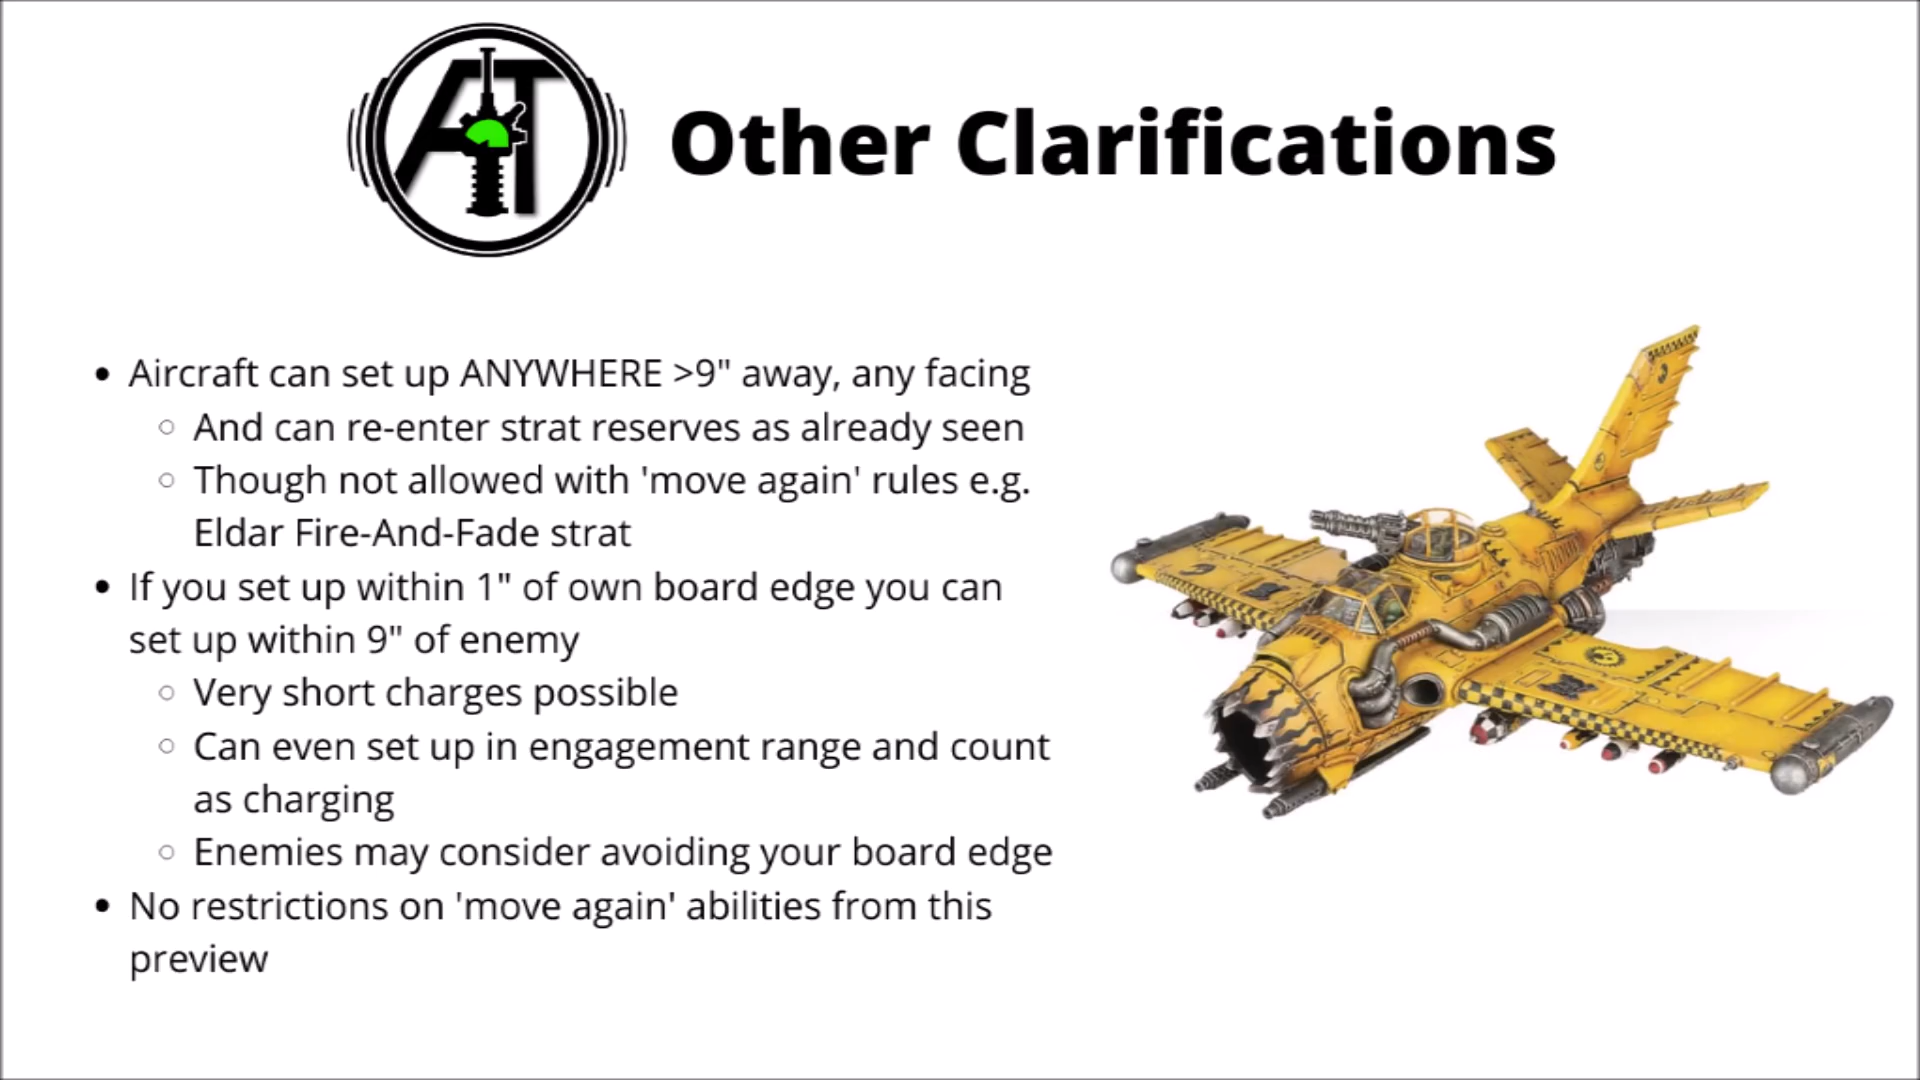 AT
Other Clarifications
• Aircraft can set up ANYWHERE >9" away, any facing
○ And can re-enter strat reserves as already seen
○ Though not allowed with 'move again' rules e.g.
Eldar Fire-And-Fade strat
• If you set up within 1" of own board edge you can
set up within 9" of enemy
○ Very short charges possible
○ Can even set up in engagement range and count
as charging
○ Enemies may consider avoiding your board edge
• No restrictions on 'move again' abilities from this
preview